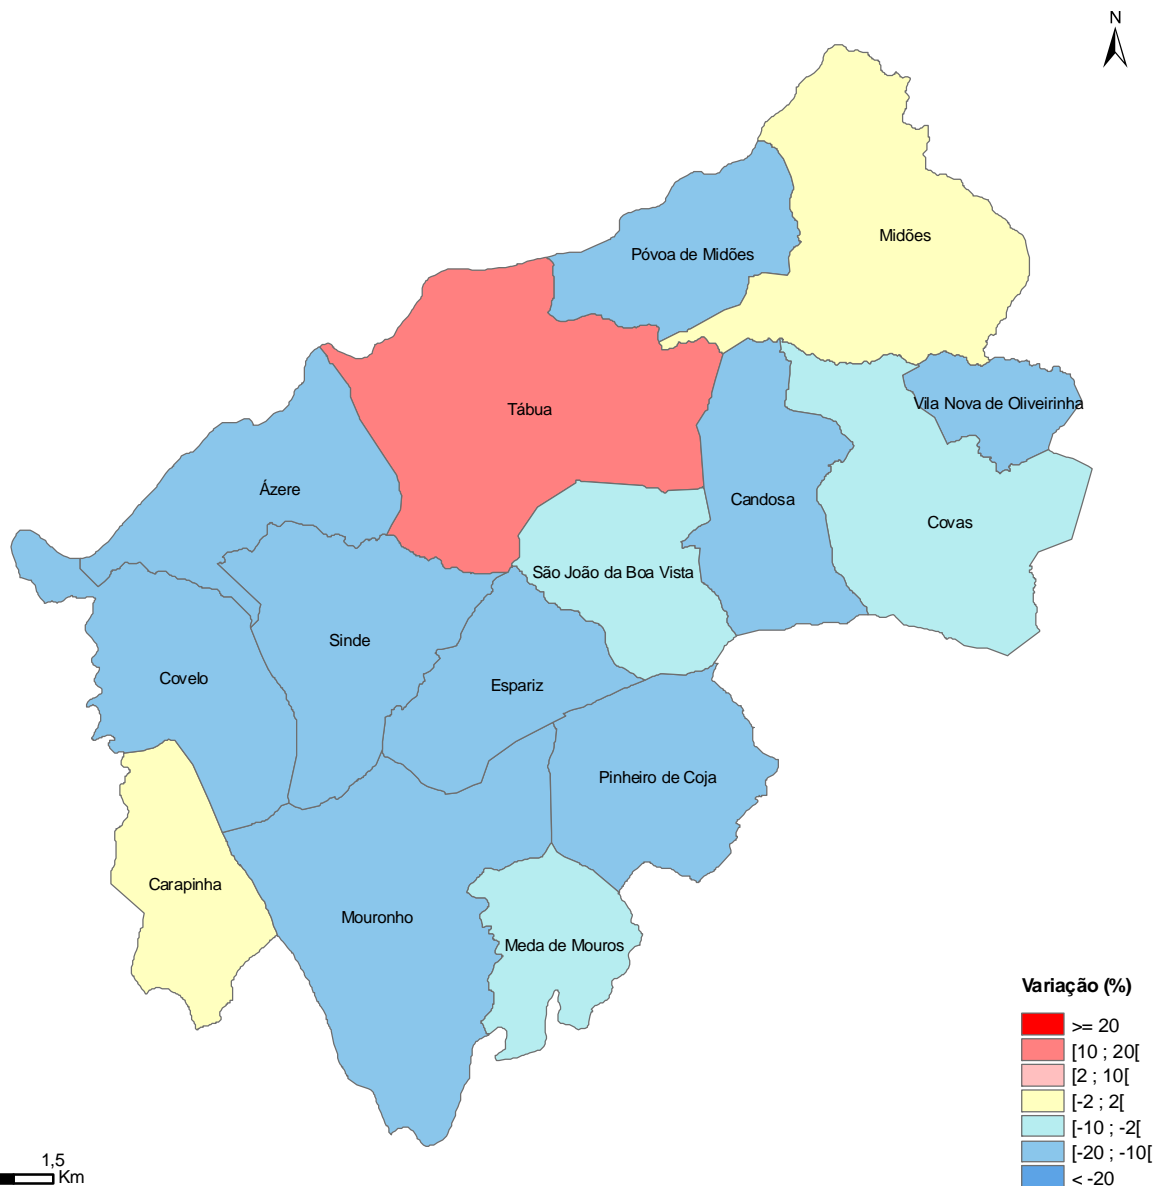 N
Midões
Póvoa de Midões
Vila Nova de Oliveirinha
Tábua
Ázere
Candosa
Covas
São João da Boa Vista
Sinde
Covelo
Espariz
Pinheiro de Coja
Carapinha
Mouronho
Meda de Mouros
Variação (%)
>= 20
[10 ; 20[
[2 ; 10[
[-2 ; 2[
[-10 ; -2[
[-20 ; -10[
< -20
1,5
Km